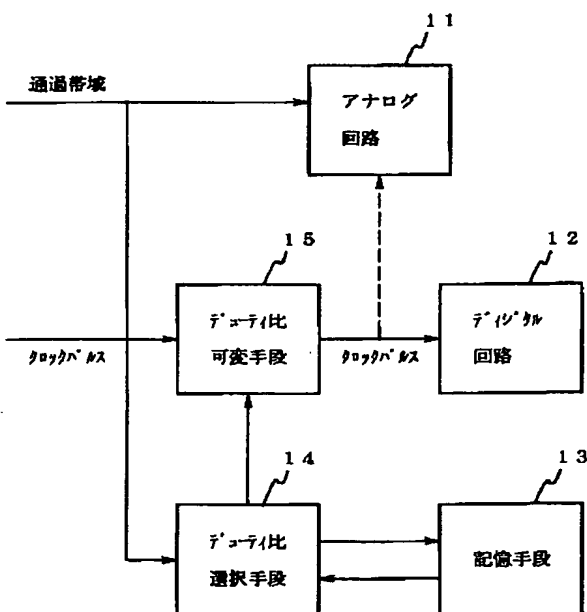 11
通過帯域
アナログ
回路
15
12
デューティ比
可変手段
ディジタル
回路
クロックパルス
クロックパルス
14
13
デューティ比
選択手段
記憶手段